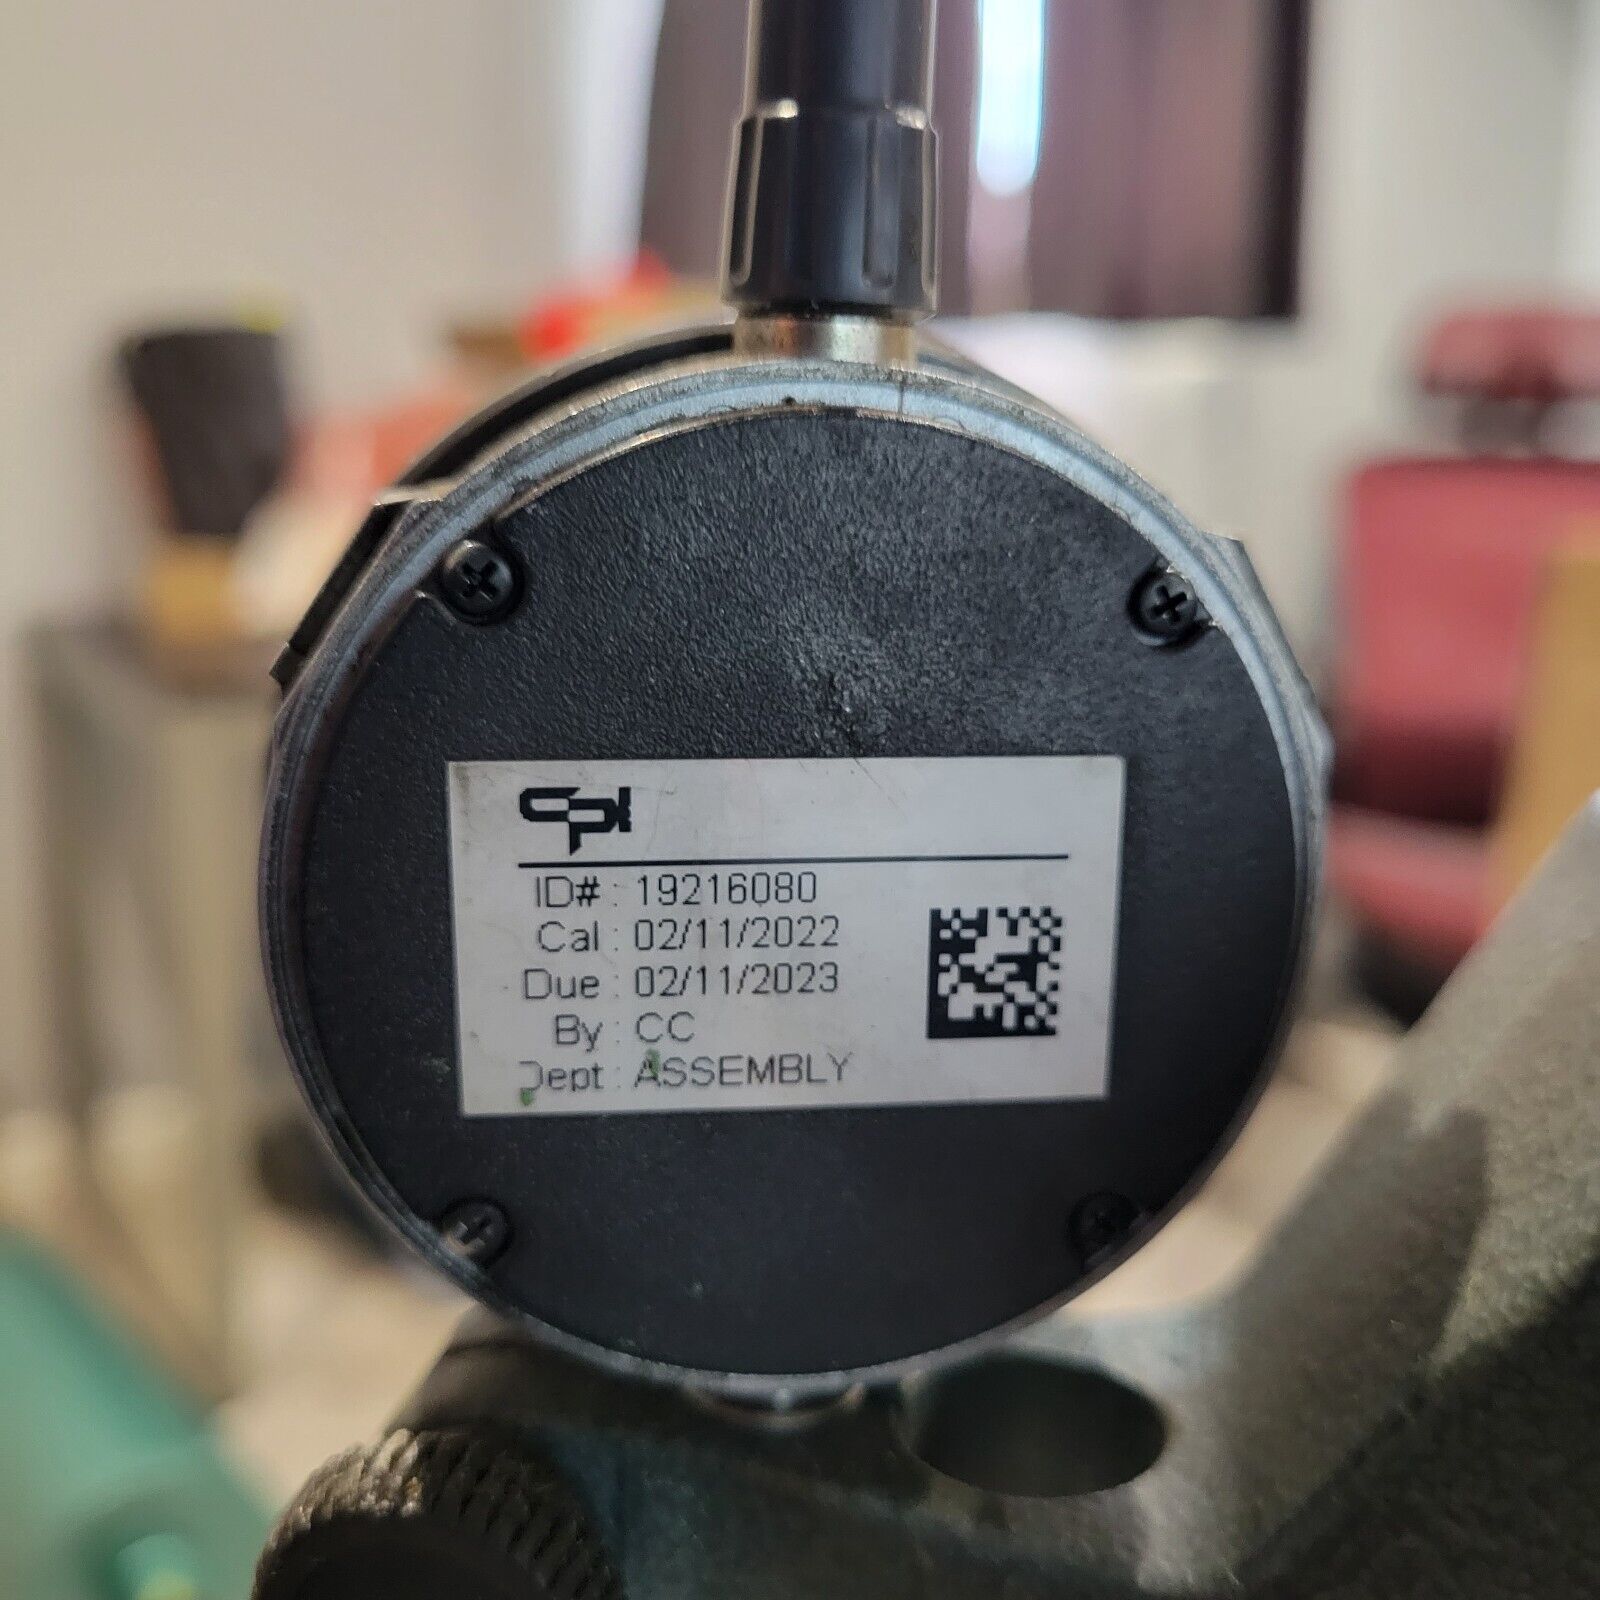 cpi
ID# : 19216080
Cal : 02/11/2022
Due : 02/11/2023
By : CC
Dept : ASSEMBLY